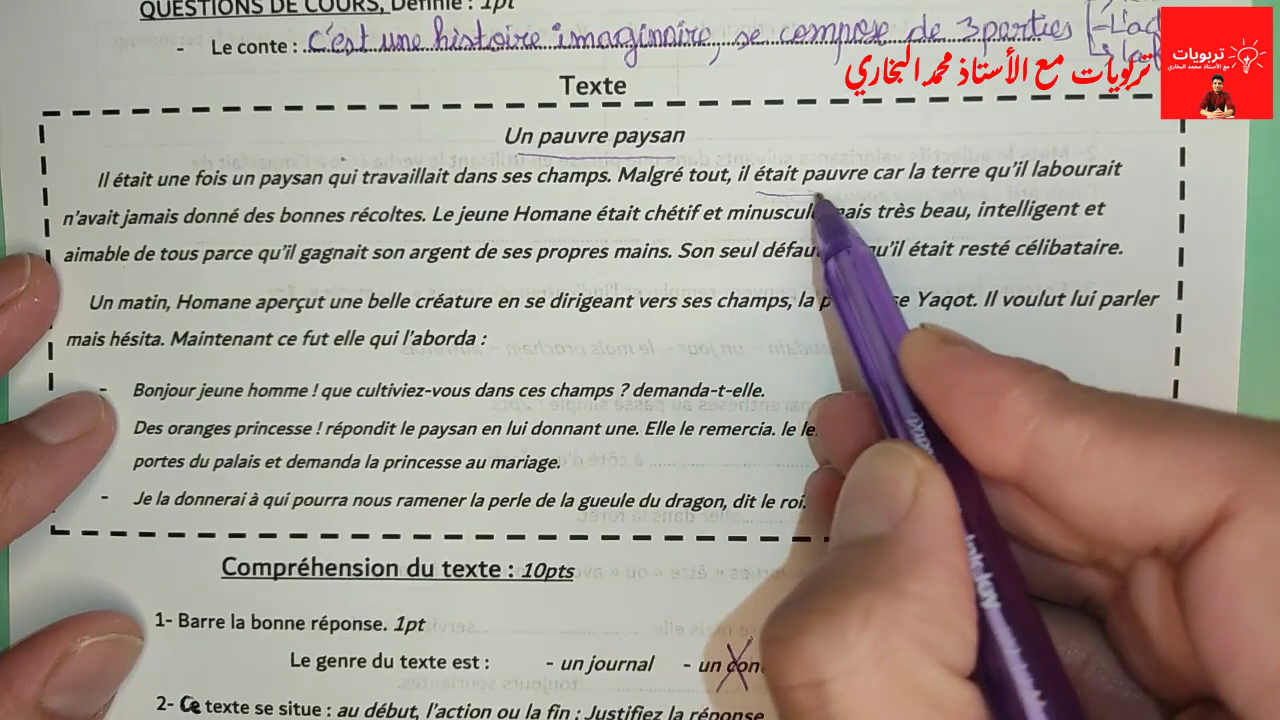 QUESTIONS DE COURS, Définie : 1pt
- Le conte : c'est une histoire imaginaire, se compose de 3 parties
تربويات
مع الأستاذ محمد البخاري
تربويات مع الأستاذ محمد البخاري
Texte
Un pauvre paysan
Il était une fois un paysan qui travaillait dans ses champs. Malgré tout, il était pauvre car la terre qu'il labourait
n'avait jamais donné des bonnes récoltes. Le jeune Homane était chétif et minuscule mais très beau, intelligent et
aimable de tous parce qu'il gagnait son argent de ses propres mains. Son seul défaut qu'il était resté célibataire.
Un matin, Homane aperçut une belle créature en se dirigeant vers ses champs, la Yaqot. Il voulut lui parler
mais hésita. Maintenant ce fut elle qui l'aborda :
- Bonjour jeune homme ! que cultiviez-vous dans ces champs ? demanda-t-elle.
Des oranges princesse ! répondit le paysan en lui donnant une. Elle le remercia. le
portes du palais et demanda la princesse au mariage.
- Je la donnerai à qui pourra nous ramener la perle de la gueule du dragon, dit le roi.
Compréhension du texte : 10pts
1- Barre la bonne réponse. 1pt
Le genre du texte est : - un journal - un
2- Ce texte se situe : au début, l'action ou la fin : Justifiez la réponse